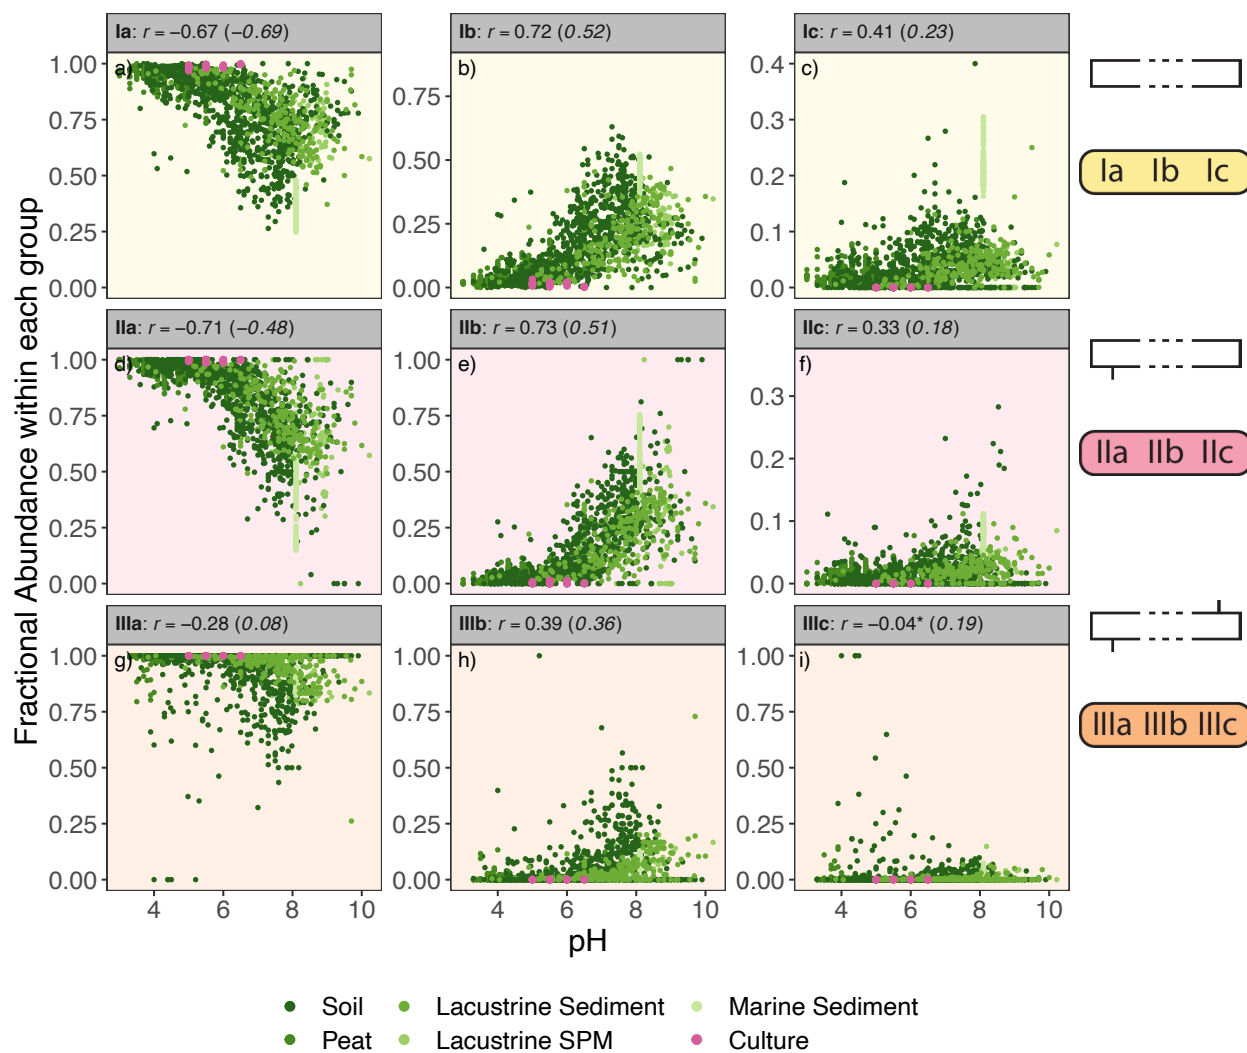 Ia: r = −0.67 (−0.69)
Ib: r = 0.72 (0.52)
Ic: r = 0.41 (0.23)
a)
b)
c)
1.00
0.75
0.50
0.25
0.00
0.75
0.50
0.25
0.00
0.4
0.3
0.2
0.1
0.0
Ia Ib Ic
IIa: r = −0.71 (−0.48)
IIb: r = 0.73 (0.51)
IIc: r = 0.33 (0.18)
d)
e)
f)
1.00
0.75
0.50
0.25
0.00
1.00
0.75
0.50
0.25
0.00
0.3
0.2
0.1
0.0
IIa IIb IIc
IIIa: r = −0.28 (0.08)
IIIb: r = 0.39 (0.36)
IIIc: r = −0.04* (0.19)
g)
h)
i)
1.00
0.75
0.50
0.25
0.00
1.00
0.75
0.50
0.25
0.00
1.00
0.75
0.50
0.25
0.00
IIIa IIIb IIIc
4 6 8 10
4 6 8 10
4 6 8 10
Fractional Abundance within each group
pH
Soil
Lacustrine Sediment
Marine Sediment
Peat
Lacustrine SPM
Culture